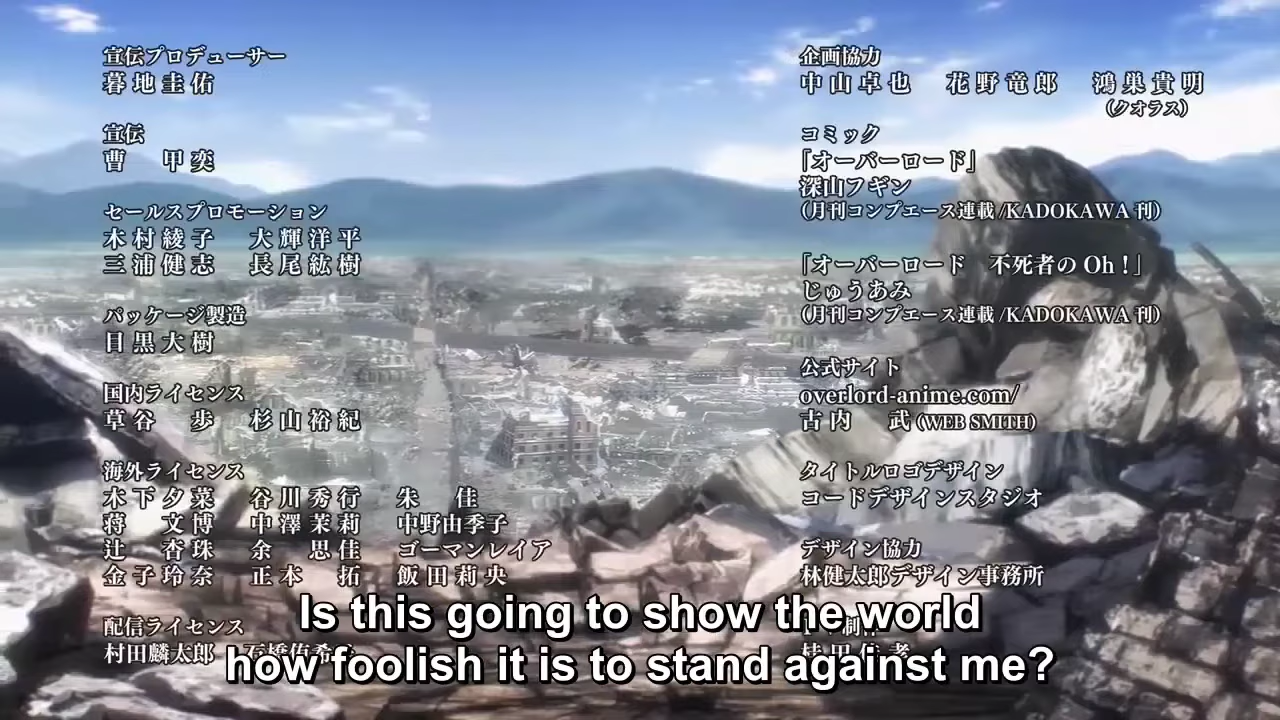 宣伝プロデューサー
暮地圭佑
宣伝
曹　甲奕
セールスプロモーション
木村綾子　大輝洋平
三浦健志　長尾紘樹
パッケージ製造
目黒大樹
国内ライセンス
草谷　歩　杉山裕紀
海外ライセンス
木下夕菜　谷川秀行　朱　佳
蒋　文博　中澤茉莉　中野由季子
辻　杏珠　余　思佳　ゴーマンレイア
金子玲奈　正本　拓　飯田莉央
配信ライセンス
村田麟太郎　石橋侑希
企画協力
中山卓也　花野竜郎　鴻巣貴明
（クオラス）
コミック
「オーバーロード」
深山フギン
（月刊コンプエース連載/KADOKAWA刊）
「オーバーロード　不死者のOh！」
じゅうあみ
（月刊コンプエース連載/KADOKAWA刊）
公式サイト
overlord-anime.com/
古内　武（WEB SMITH）
タイトルロゴデザイン
コードデザインスタジオ
デザイン協力
林健太郎デザイン事務所
制作
Is this going to show the world
how foolish it is to stand against me?